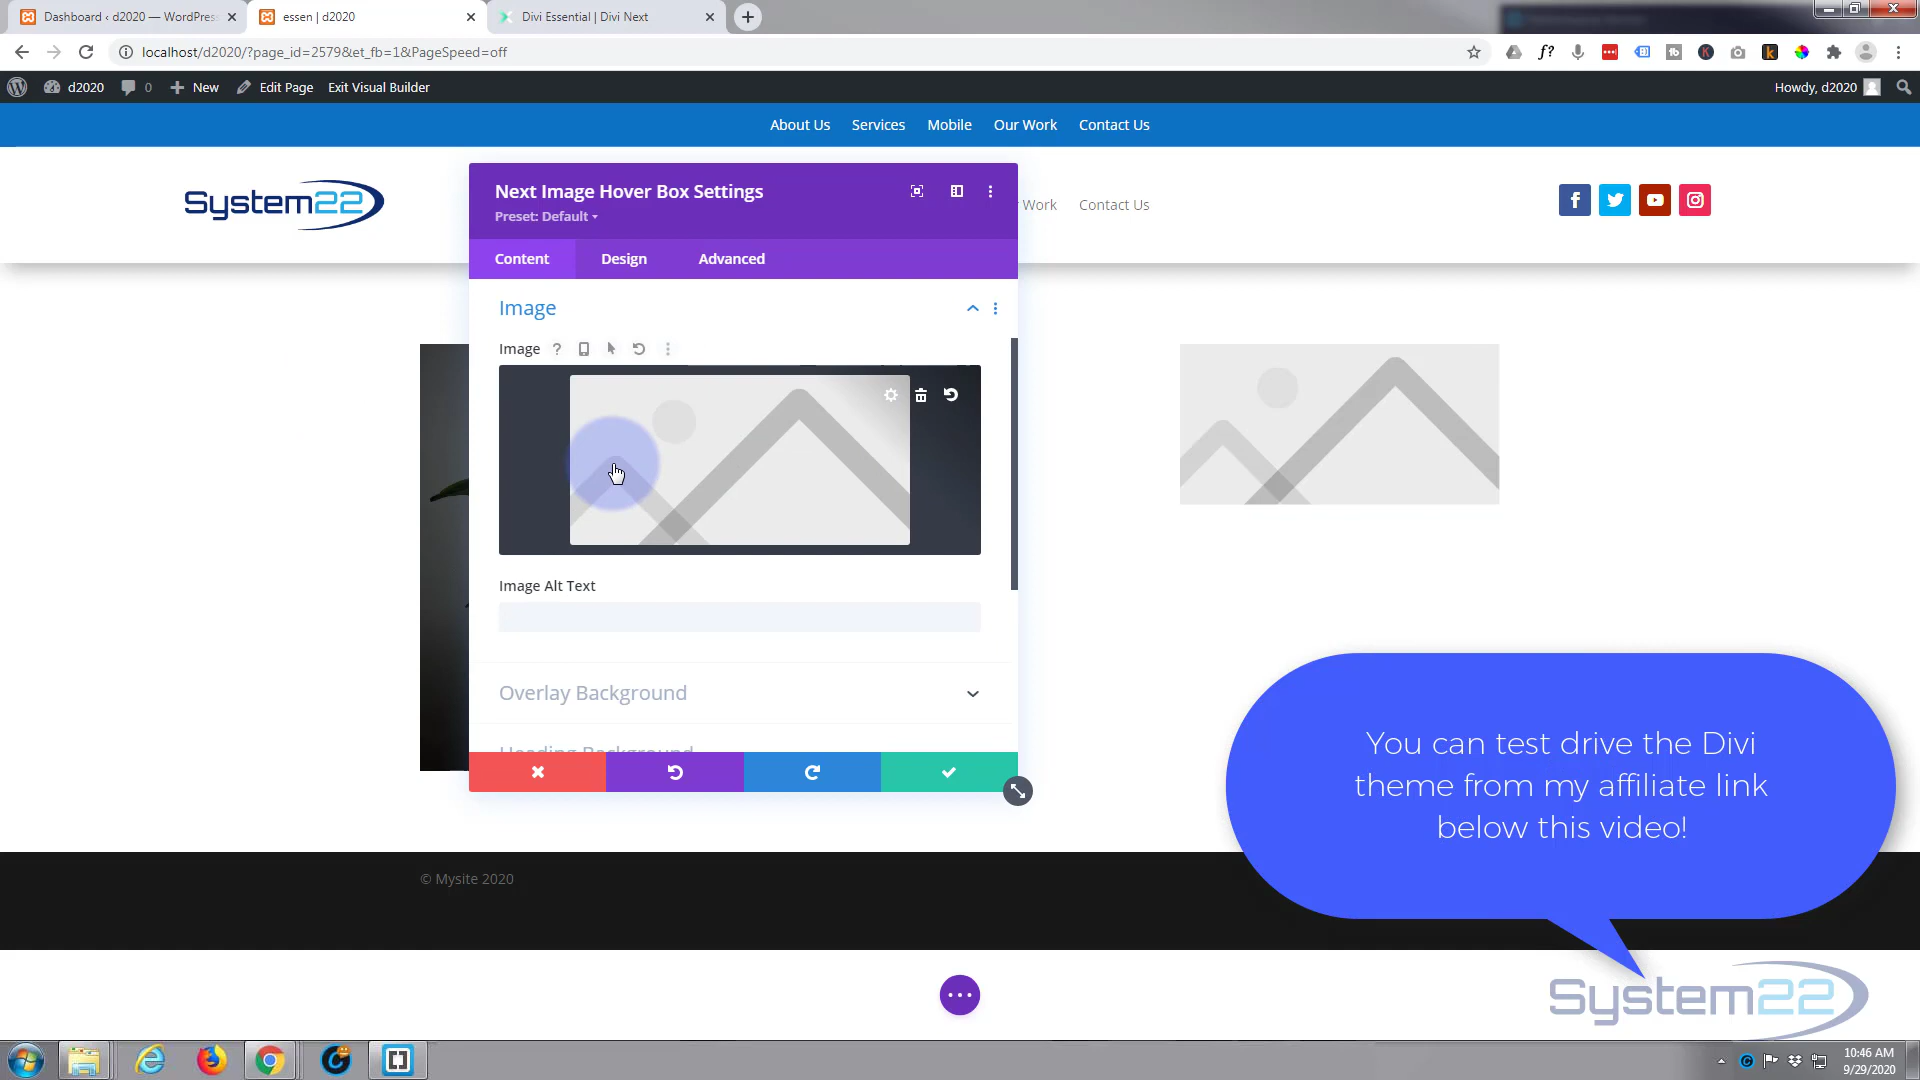 Dashboard ‹ d2020 — WordPress
essen | d2020
Divi Essential | Divi Next
localhost/d2020/?page_id=2579&et_fb=1&PageSpeed=off
d2020
0
New
Edit Page
Exit Visual Builder
Howdy, d2020
About Us
Services
Mobile
Our Work
Contact Us
System22
Next Image Hover Box Settings
Preset: Default
Work
Contact Us
Content
Design
Advanced
Image
Image
Image Alt Text
Overlay Background
Heading Background
You can test drive the Divi
theme from my affiliate link
below this video!
© Mysite 2020
System22
10:46 AM
9/29/2020